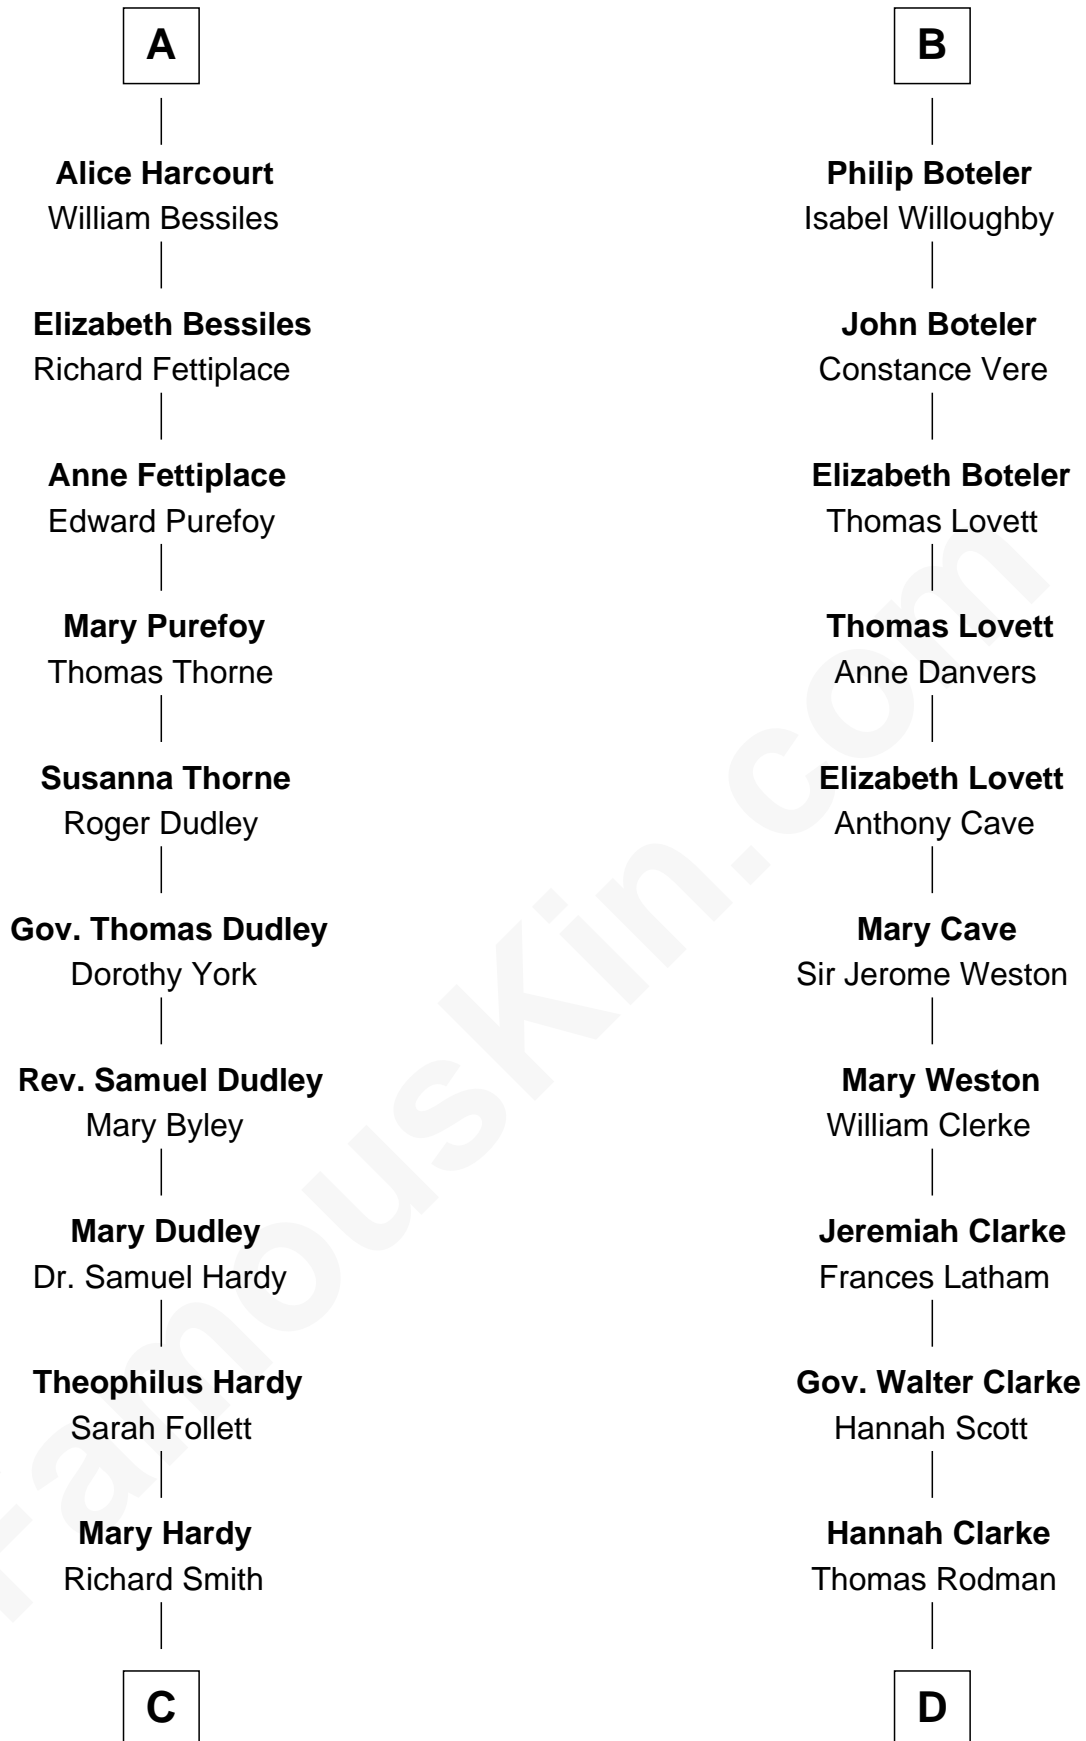 A
Alice Harcourt
William Bessiles
Elizabeth Bessiles
Richard Fettiplace
Anne Fettiplace
Edward Purefoy
Mary Purefoy
Thomas Thorne
Susanna Thorne
Roger Dudley
Gov. Thomas Dudley
Dorothy York
Rev. Samuel Dudley
Mary Byley
Mary Dudley
Dr. Samuel Hardy
Theophilus Hardy
Sarah Follett
Mary Hardy
Richard Smith
C
B
Philip Boteler
Isabel Willoughby
John Boteler
Constance Vere
Elizabeth Boteler
Thomas Lovett
Thomas Lovett
Anne Danvers
Elizabeth Lovett
Anthony Cave
Mary Cave
Sir Jerome Weston
Mary Weston
William Clerke
Jeremiah Clarke
Frances Latham
Gov. Walter Clarke
Hannah Scott
Hannah Clarke
Thomas Rodman
D
FamousKin.com